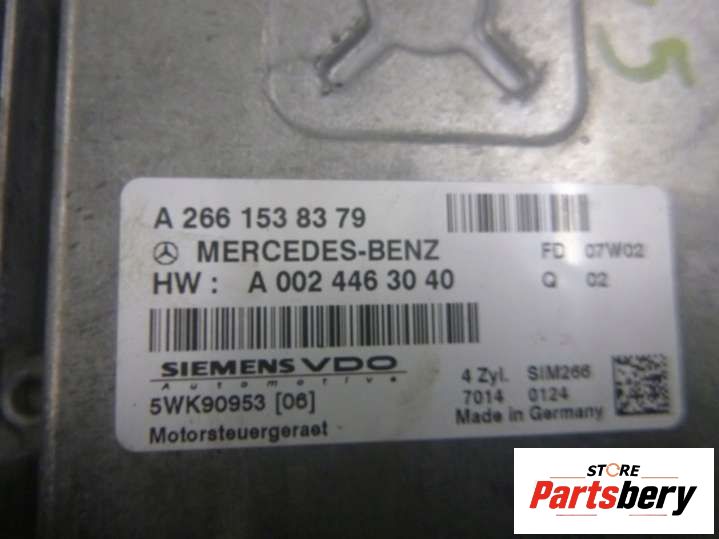 5
A 266 153 83 79
MERCEDES-BENZ
FD 07W02
HW : A 002 446 30 40
Q 02
SIEMENS VDO
Automotive
4 Zyl. SIM266
5WK90953 [06]
7014 0124
Made in Germany
Motorsteuergeraet
STORE
Partsbery